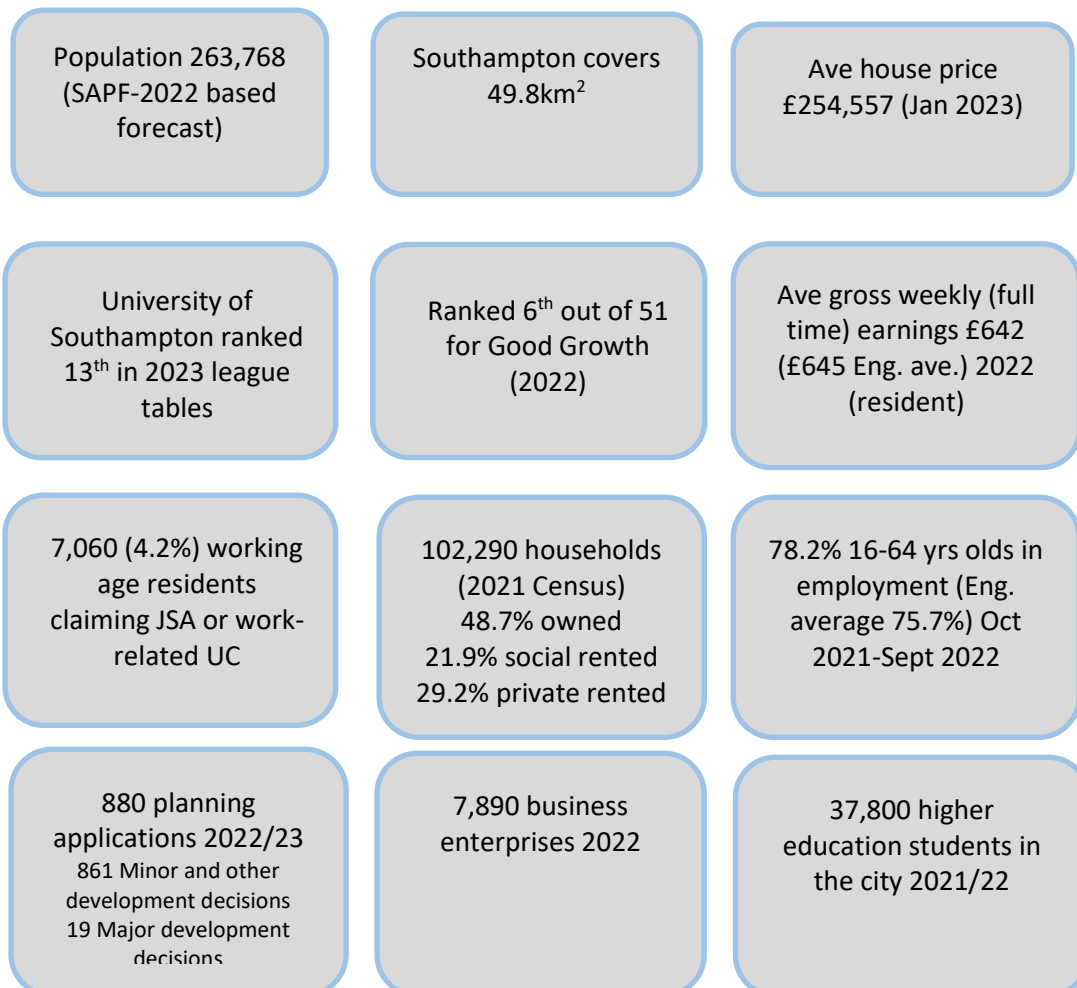 Population 263,768
(SAPF-2022 based
forecast)
Southampton covers
49.8km²
Ave house price
£254,557 (Jan 2023)
University of
Southampton ranked
13th in 2023 league
tables
Ranked 6th out of 51
for Good Growth
(2022)
Ave gross weekly (full
time) earnings £642
(£645 Eng. ave.) 2022
(resident)
7,060 (4.2%) working
age residents
claiming JSA or work-
related UC
102,290 households
(2021 Census)
48.7% owned
21.9% social rented
29.2% private rented
78.2% 16-64 yrs olds in
employment (Eng.
average 75.7%) Oct
2021-Sept 2022
880 planning
applications 2022/23
861 Minor and other
development decisions
19 Major development
decisions
7,890 business
enterprises 2022
37,800 higher
education students in
the city 2021/22